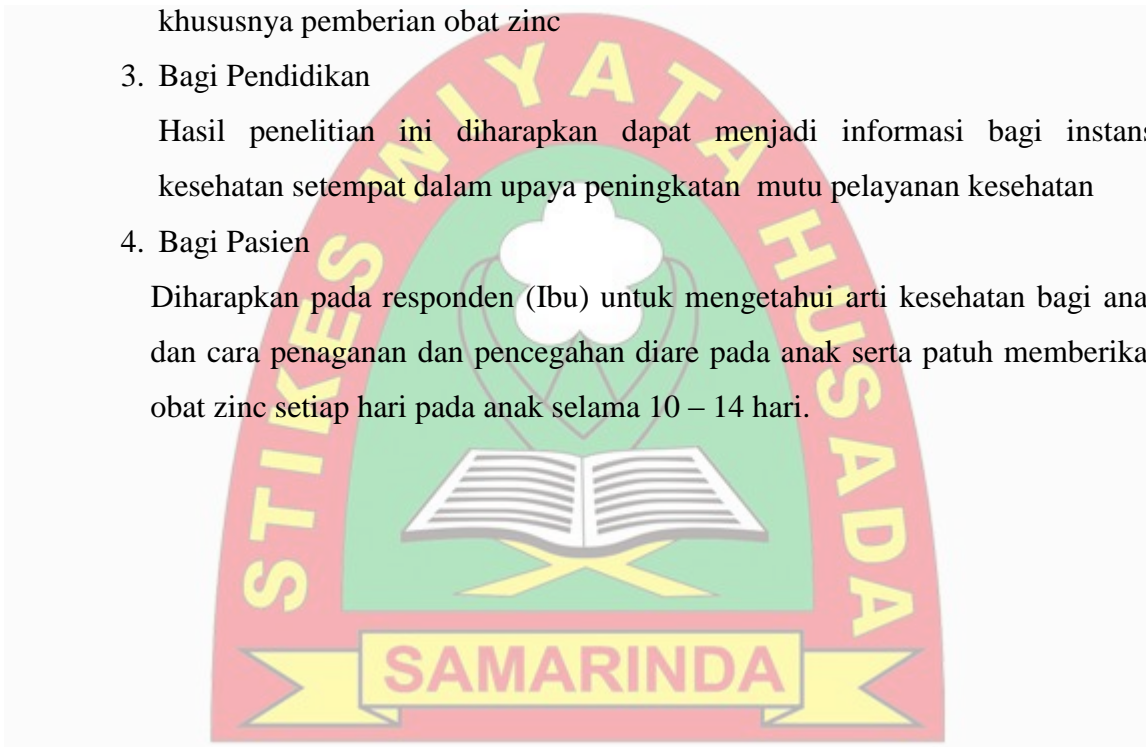 khususnya pemberian obat zinc
3. Bagi Pendidikan
Hasil penelitian ini diharapkan dapat menjadi informasi bagi instans
kesehatan setempat dalam upaya peningkatan mutu pelayanan kesehatan
4. Bagi Pasien
Diharapkan pada responden (Ibu) untuk mengetahui arti kesehatan bagi ana
dan cara penaganan dan pencegahan diare pada anak serta patuh memberika
obat zinc setiap hari pada anak selama 10 – 14 hari.
STIKES WIYATA HUSADA
SAMARINDA